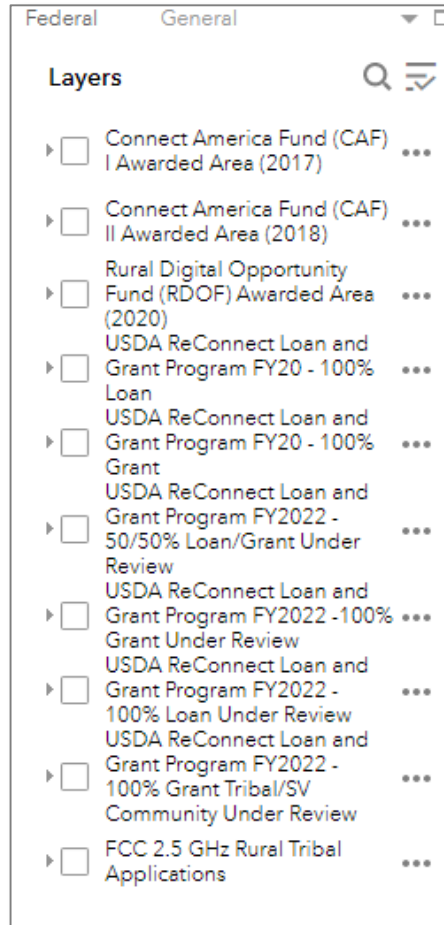 Federal General
Layers
Connect America Fund (CAF)
I Awarded Area (2017)
Connect America Fund (CAF)
II Awarded Area (2018)
Rural Digital Opportunity
Fund (RDOF) Awarded Area
(2020)
USDA ReConnect Loan and
Grant Program FY20 - 100%
Loan
USDA ReConnect Loan and
Grant Program FY20 - 100%
Grant
USDA ReConnect Loan and
Grant Program FY2022 -
50/50% Loan/Grant Under
Review
USDA ReConnect Loan and
Grant Program FY2022 -100%
Grant Under Review
USDA ReConnect Loan and
Grant Program FY2022 -
100% Loan Under Review
USDA ReConnect Loan and
Grant Program FY2022 -
100% Grant Tribal/SV
Community Under Review
FCC 2.5 GHz Rural Tribal
Applications